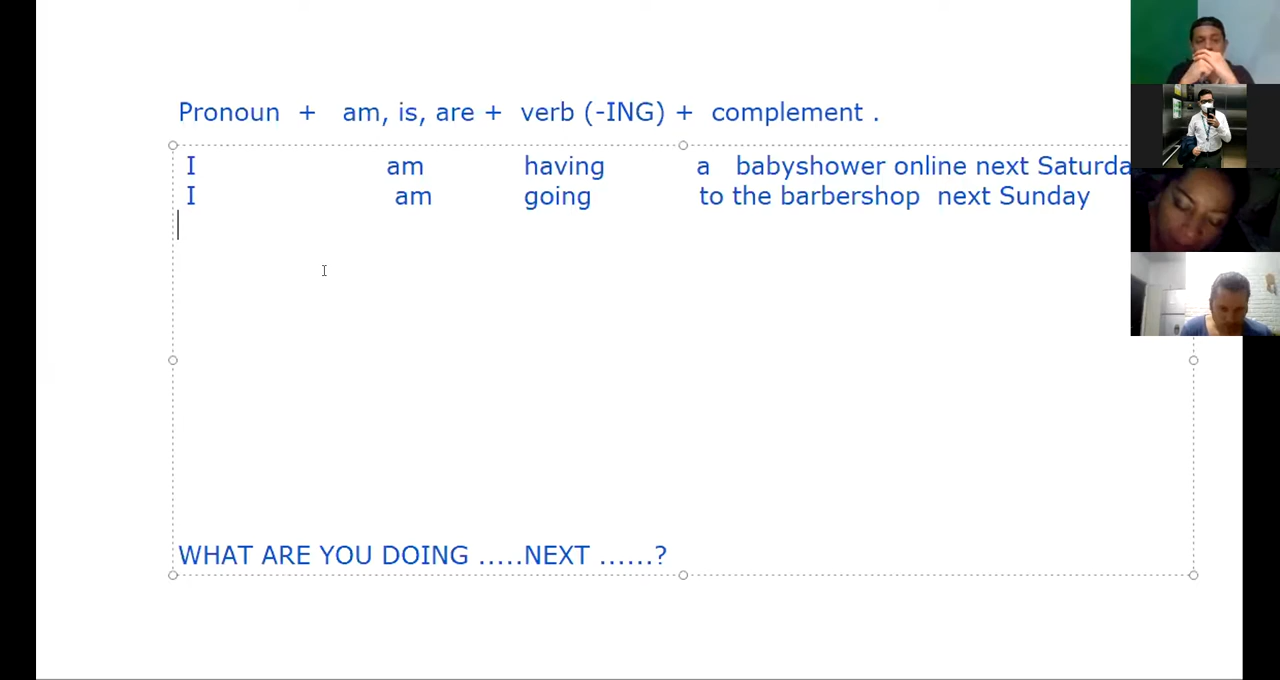 Pronoun + am, is, are + verb (-ING) + complement .
I am having a babyshower online next
I am going to the barbershop next Sunday
WHAT ARE YOU DOING .....NEXT ......?